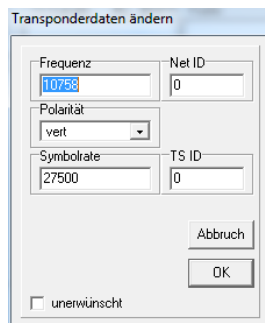 Transponderdaten ändern
Frequenz
Net ID
10758
0
Polarität
vert
Symbolrate
TS ID
27500
0
Abbruch
OK
unerwünscht